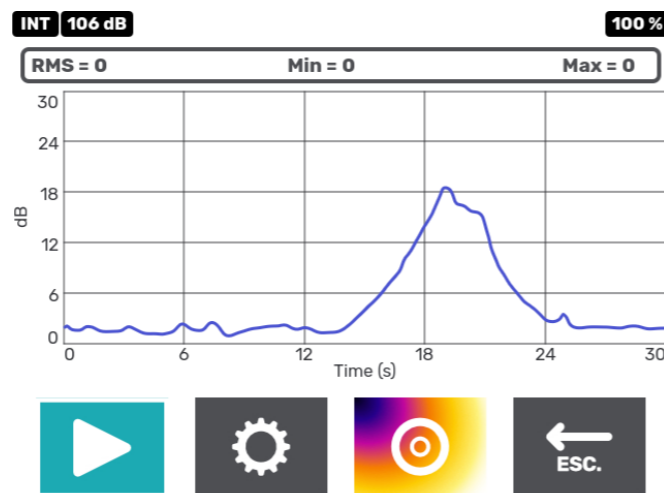 INT 106 dB 100 %
RMS = 0 Min = 0 Max = 0
30
24
18
12
6
0
dB
0 6 12 18 24 30
Time (s)
ESC.